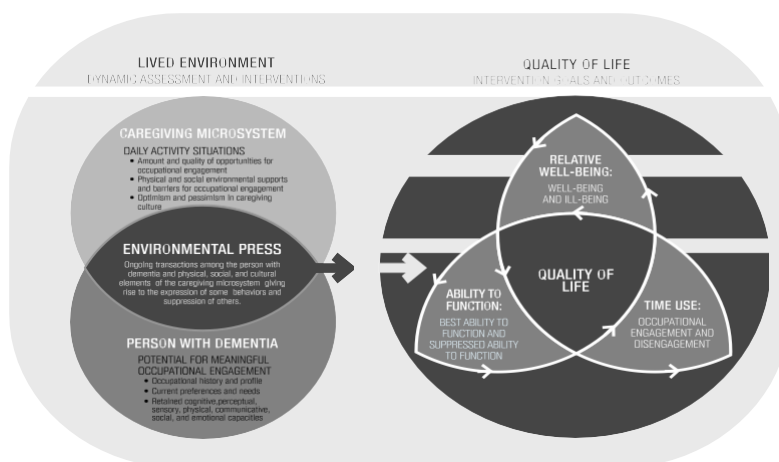 LIVED ENVIRONMENT
DYNAMIC ASSESSMENT AND INTERVENTIONS
CAREGIVING MICROSYSTEM
DAILY ACTIVITY SITUATIONS
• Amount and quality of opportunities for
occupational engagement
• Physical and social environmental supports
and barriers for occupational engagement
• Optimism and pessimism in caregiving
culture
ENVIRONMENTAL PRESS
Ongoing transactions among the person with
dementia and physical, social, and cultural
elements of the caregiving microsystem giving
rise to the expression of some behaviors and
suppression of others.
PERSON WITH DEMENTIA
POTENTIAL FOR MEANINGFUL
OCCUPATIONAL ENGAGEMENT
• Occupational history and profile
• Current preferences and needs
• Retained cognitive,perceptual,
sensory, physical, communicative,
social, and emotional capacities
QUALITY OF LIFE
INTERVENTION GOALS AND OUTCOMES
RELATIVE
WELL-BEING:
WELL-BEING
AND ILL-BEING
QUALITY OF
LIFE
ABILITY TO
FUNCTION:
BEST ABILITY TO
FUNCTION AND
SUPPRESSED ABILITY
TO FUNCTION
TIME USE:
OCCUPATIONAL
ENGAGEMENT AND
DISENGAGEMENT